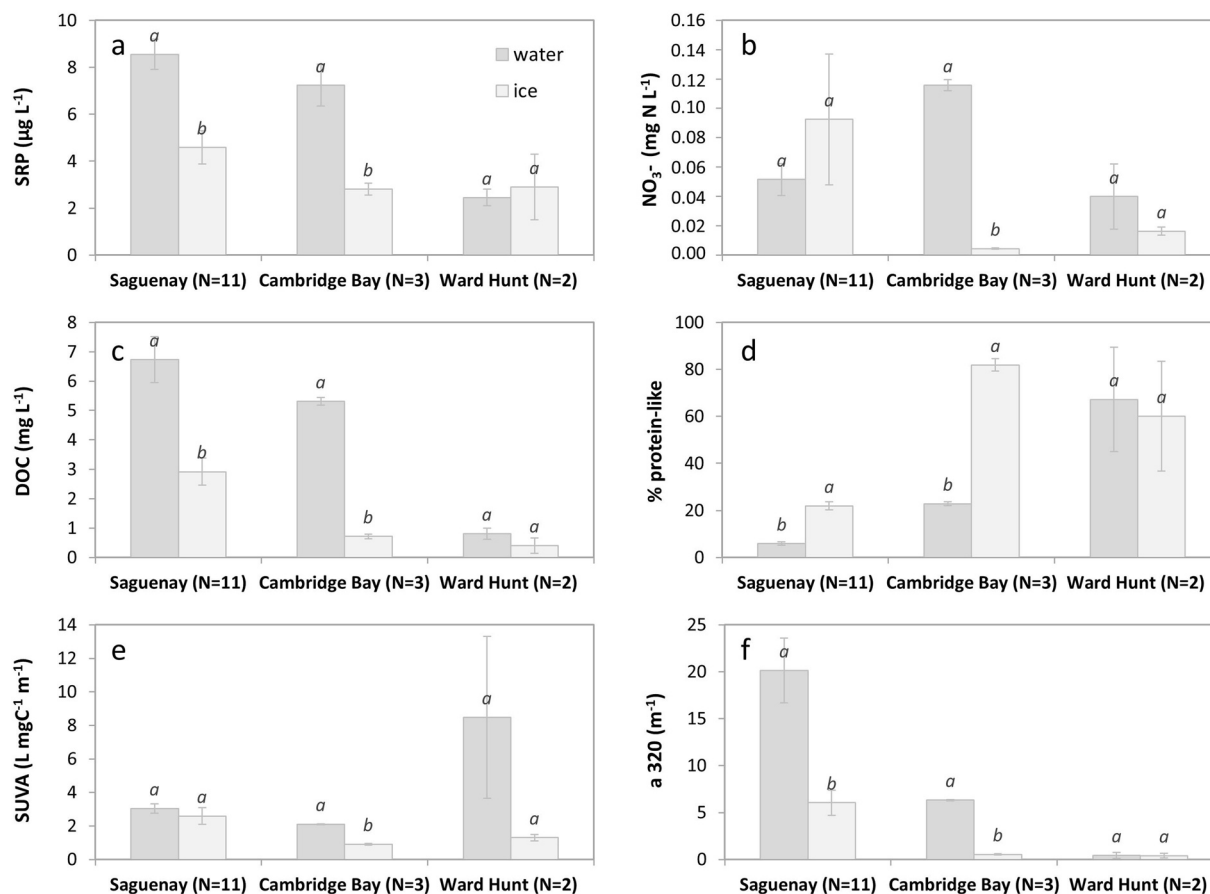 a
SRP (µg L-1)
10
8
6
4
2
0
a
b
a
b
a
a
water
ice
Saguenay (N=11) Cambridge Bay (N=3) Ward Hunt (N=2)
b
NO3- (mg N L-1)
0.16
0.14
0.12
0.10
0.08
0.06
0.04
0.02
0.00
a
a
a
b
a
a
Saguenay (N=11) Cambridge Bay (N=3) Ward Hunt (N=2)
c
DOC (mg L-1)
8
7
6
5
4
3
2
1
0
a
b
a
b
a
a
Saguenay (N=11) Cambridge Bay (N=3) Ward Hunt (N=2)
d
% protein-like
100
80
60
40
20
0
b
a
b
a
a
a
Saguenay (N=11) Cambridge Bay (N=3) Ward Hunt (N=2)
e
SUVA (L mgC-1 m-1)
14
12
10
8
6
4
2
0
a
a
a
b
a
a
Saguenay (N=11) Cambridge Bay (N=3) Ward Hunt (N=2)
f
a 320 (m-1)
25
20
15
10
5
0
a
b
a
b
a
a
Saguenay (N=11) Cambridge Bay (N=3) Ward Hunt (N=2)